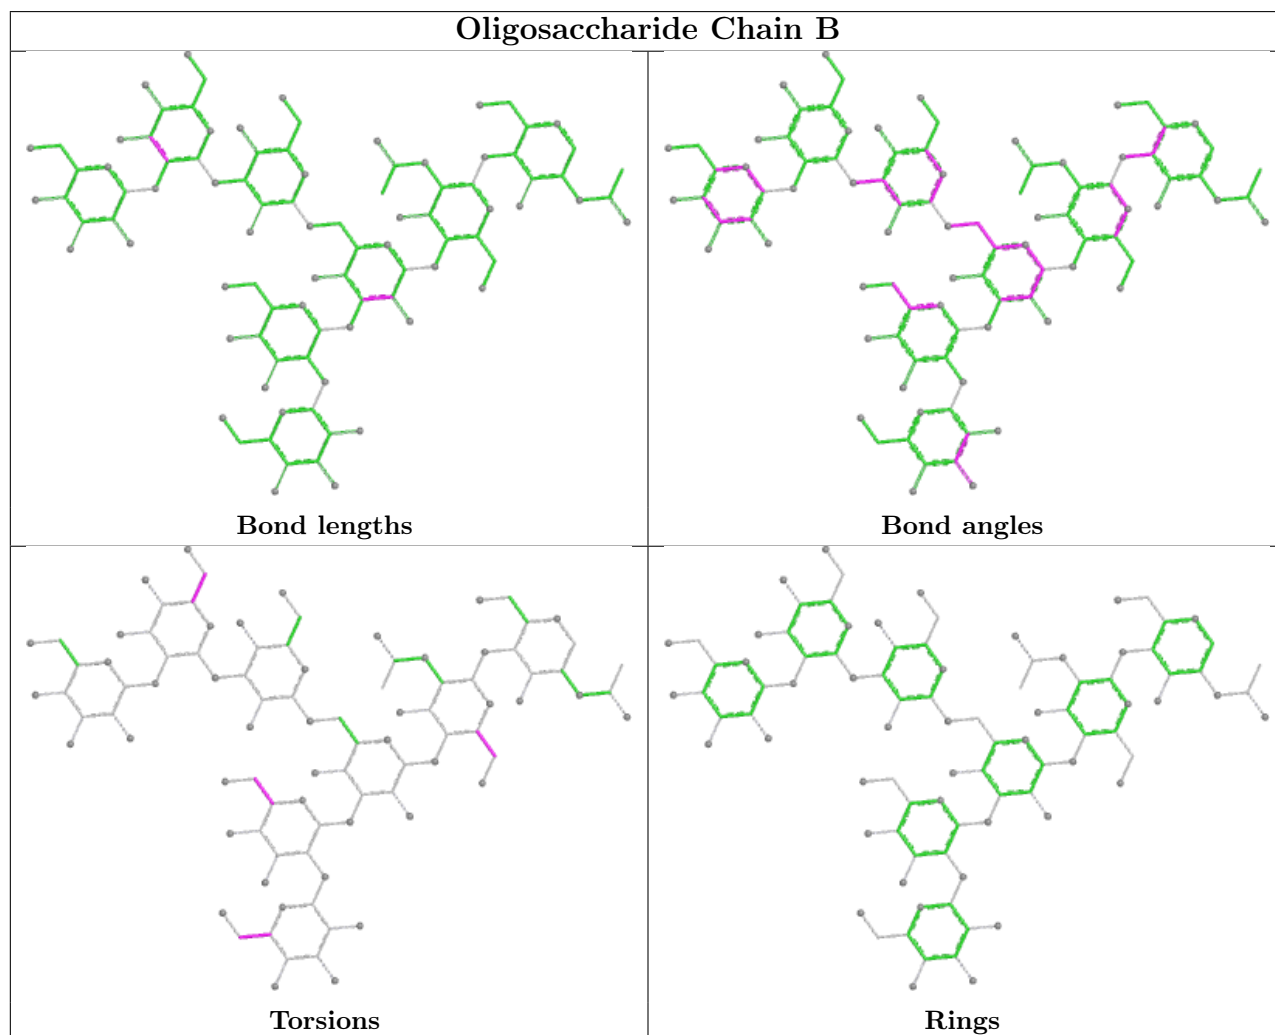 Oligosaccharide Chain B
Bond lengths
Bond angles
Torsions
Rings